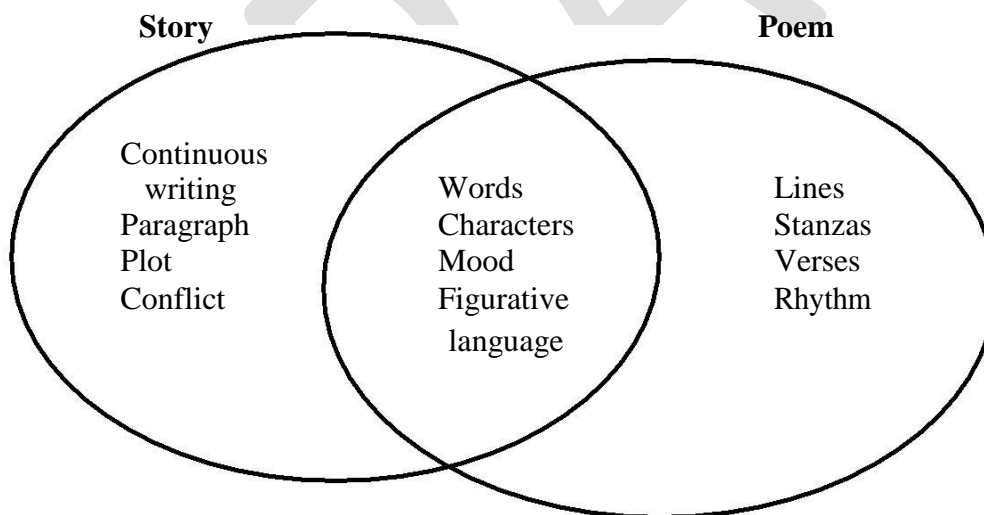 Story
Poem
Continuous
writing
Paragraph
Plot
Conflict
Words
Characters
Mood
Figurative
language
Lines
Stanzas
Verses
Rhythm